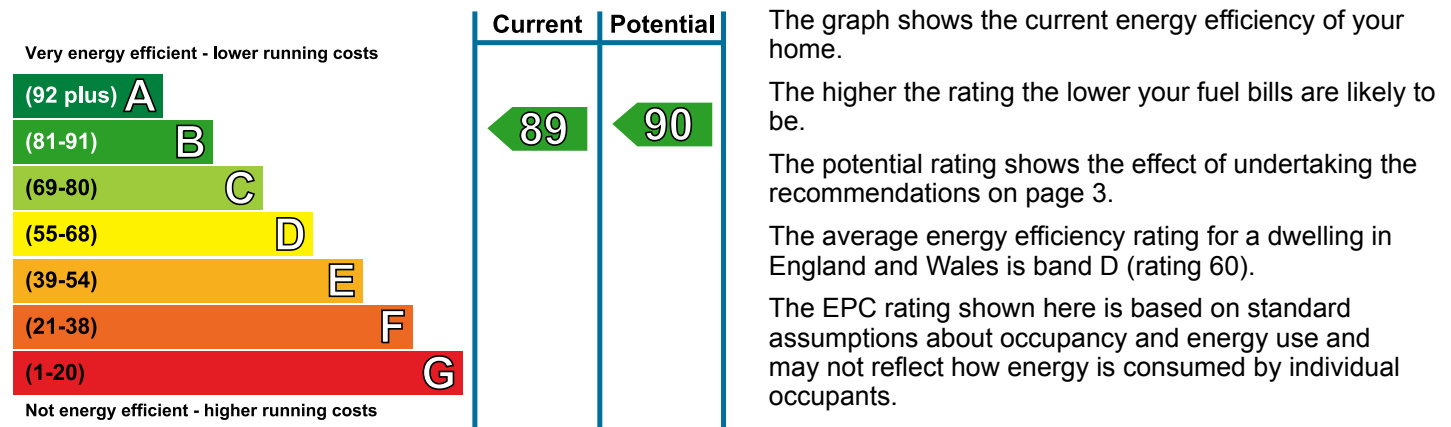 Current Potential
Very energy efficient - lower running costs
(92 plus) A
(81-91) B
(69-80) C
(55-68) D
(39-54) E
(21-38) F
(1-20) G
Not energy efficient - higher running costs
89 90
The graph shows the current energy efficiency of your
home.
The higher the rating the lower your fuel bills are likely to
be.
The potential rating shows the effect of undertaking the
recommendations on page 3.
The average energy efficiency rating for a dwelling in
England and Wales is band D (rating 60).
The EPC rating shown here is based on standard
assumptions about occupancy and energy use and
may not reflect how energy is consumed by individual
occupants.